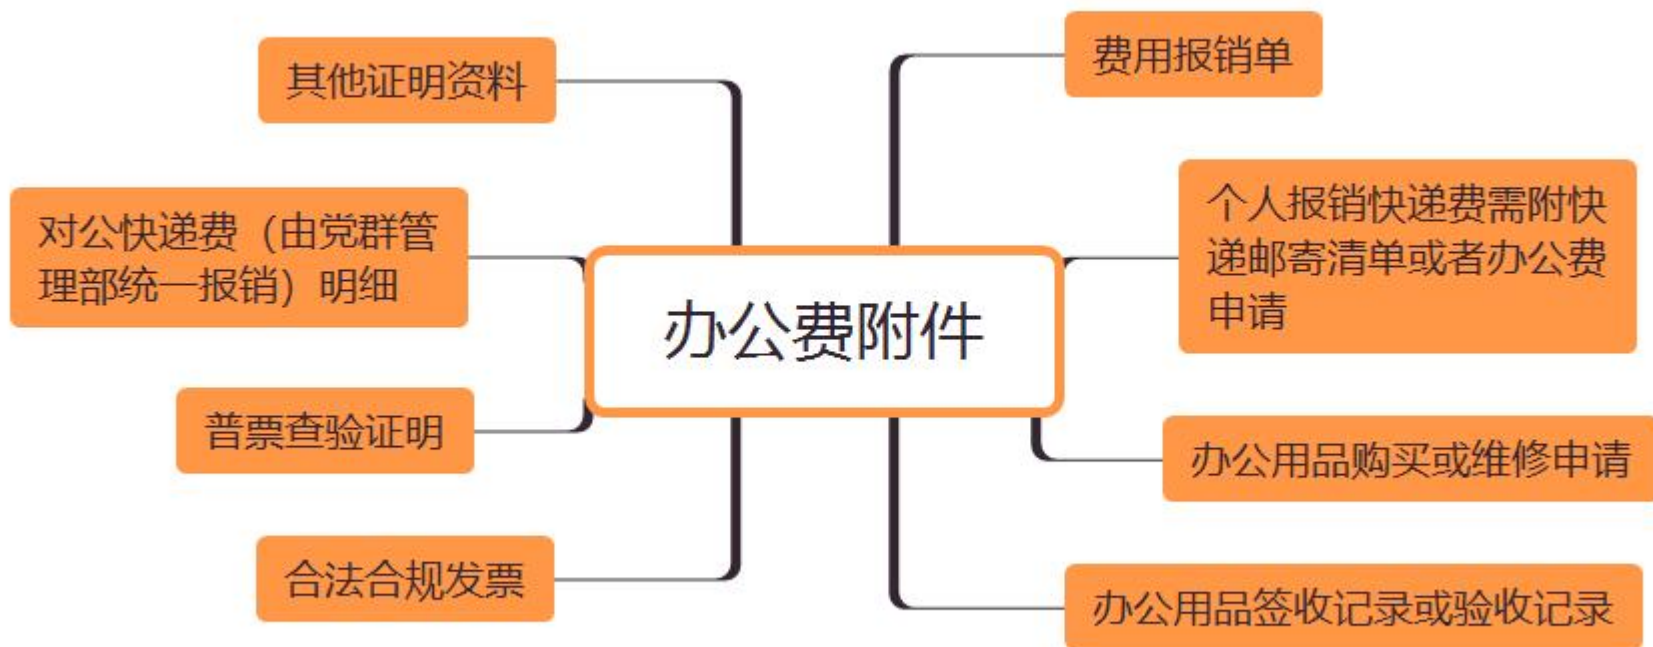 其他证明资料
费用报销单
对公快递费（由党群管
理部统一报销）明细
个人报销快递费需附快
递邮寄清单或者办公费
申请
办公费附件
普票查验证明
办公用品购买或维修申请
合法合规发票
办公用品签收记录或验收记录